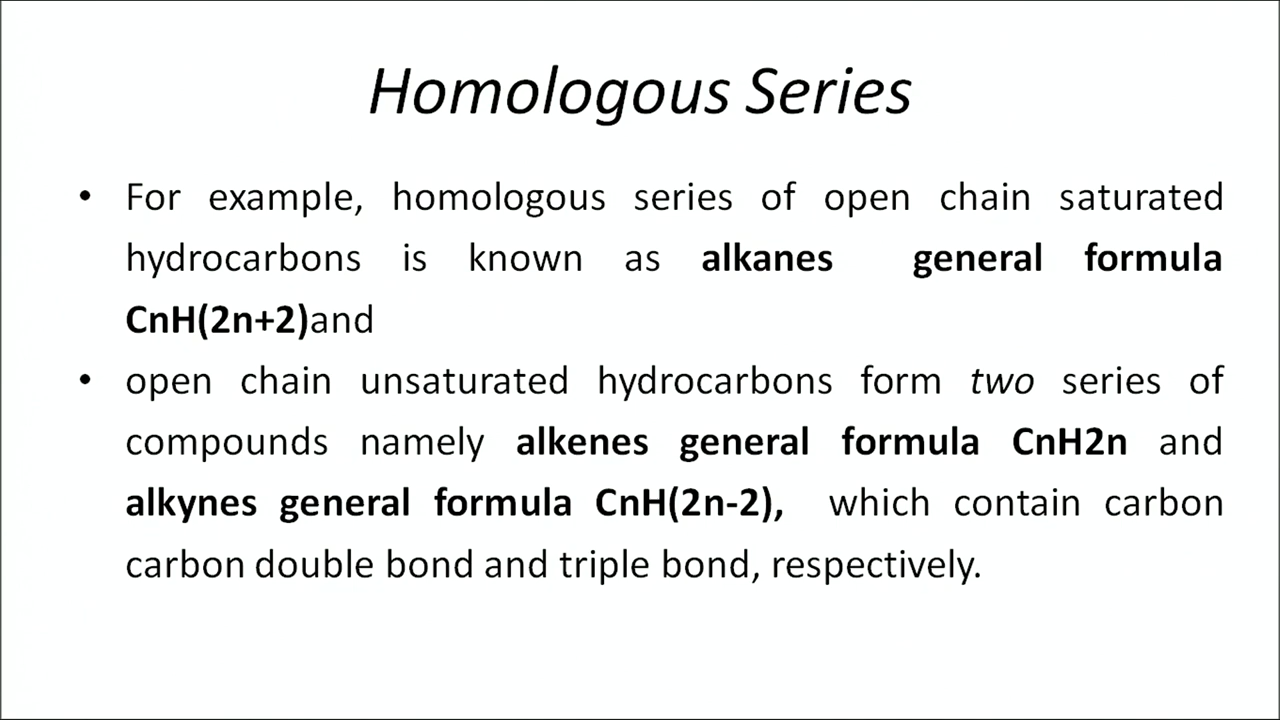 Homologous Series
• For example, homologous series of open chain saturated
hydrocarbons is known as alkanes general formula
CnH(2n+2)and
• open chain unsaturated hydrocarbons form two series of
compounds namely alkenes general formula CnH2n and
alkynes general formula CnH(2n-2), which contain carbon
carbon double bond and triple bond, respectively.